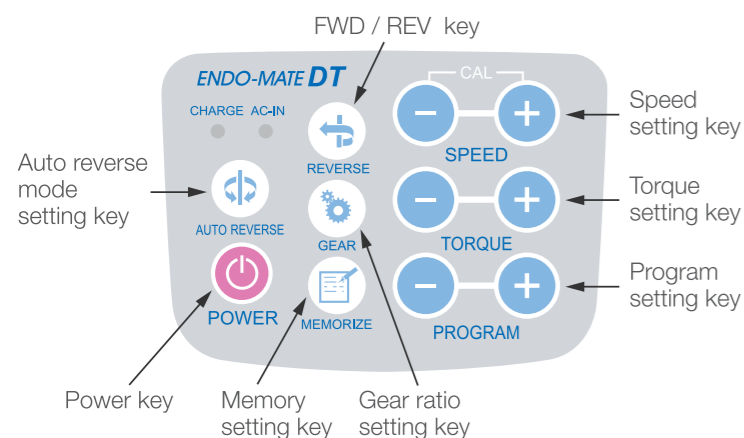 FWD / REV key
ENDO-MATE DT
CAL
CHARGE AC-IN
Speed
setting key
REVERSE
SPEED
Auto reverse
mode
setting key
Torque
setting key
AUTO REVERSE
GEAR
TORQUE
Program
setting key
POWER
MEMORIZE
PROGRAM
Power key
Memory
setting key
Gear ratio
setting key